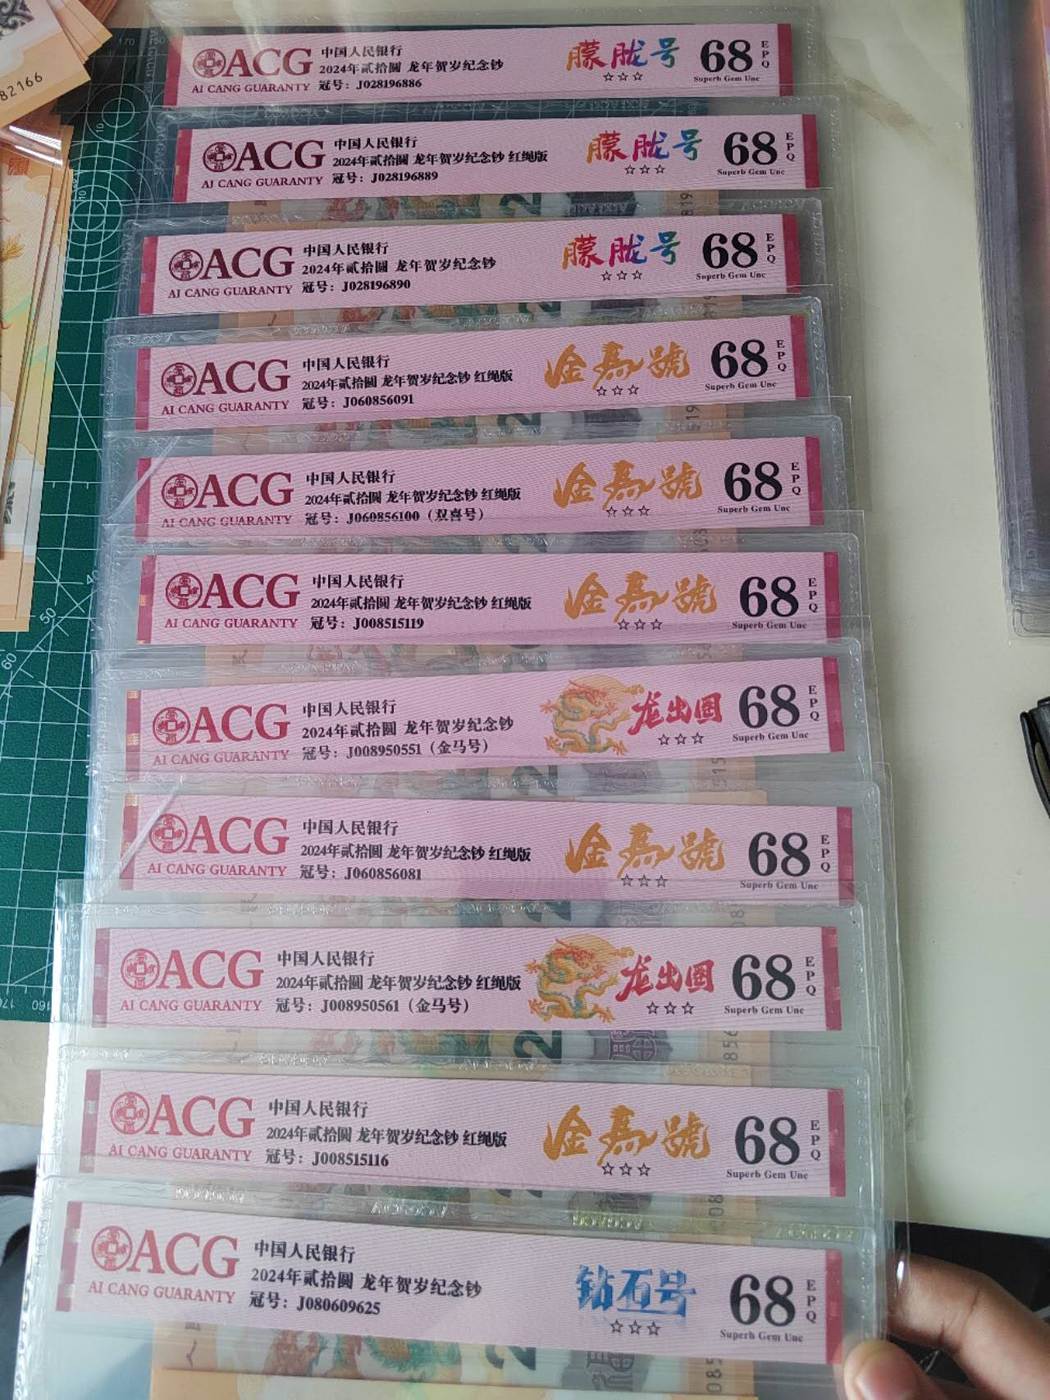 82166
ACG
AI CANG GUARANTY
中国人民银行
2024年贰拾圆 龙年贺岁纪念钞
冠号：J028196886
朦胧号
☆☆☆
68
EPQ
Superb Gem Unc
ACG
AI CANG GUARANTY
中国人民银行
2024年贰拾圆 龙年贺岁纪念钞 红绳版
冠号：J028196889
朦胧号
☆☆☆
68
EPQ
Superb Gem Unc
ACG
AI CANG GUARANTY
中国人民银行
2024年贰拾圆 龙年贺岁纪念钞
冠号：J028196890
朦胧号
☆☆☆
68
EPQ
Superb Gem Unc
ACG
AI CANG GUARANTY
中国人民银行
2024年贰拾圆 龙年贺岁纪念钞 红绳版
冠号：J060856091
金馬號
☆☆☆
68
EPQ
Superb Gem Unc
ACG
AI CANG GUARANTY
中国人民银行
2024年贰拾圆 龙年贺岁纪念钞 红绳版
冠号：J060856100（双喜号）
金馬號
☆☆☆
68
EPQ
Superb Gem Unc
ACG
AI CANG GUARANTY
中国人民银行
2024年贰拾圆 龙年贺岁纪念钞 红绳版
冠号：J008515119
金馬號
☆☆☆
68
EPQ
Superb Gem Unc
ACG
AI CANG GUARANTY
中国人民银行
2024年贰拾圆 龙年贺岁纪念钞
冠号：J008950551（金马号）
龙出国
☆☆☆
68
EPQ
Superb Gem Unc
ACG
AI CANG GUARANTY
中国人民银行
2024年贰拾圆 龙年贺岁纪念钞 红绳版
冠号：J060856081
金馬號
☆☆☆
68
EPQ
Superb Gem Unc
ACG
AI CANG GUARANTY
中国人民银行
2024年贰拾圆 龙年贺岁纪念钞 红绳版
冠号：J008950561（金马号）
龙出国
☆☆☆
68
EPQ
Superb Gem Unc
ACG
AI CANG GUARANTY
中国人民银行
2024年贰拾圆 龙年贺岁纪念钞 红绳版
冠号：J008515116
金馬號
☆☆☆
68
EPQ
Superb Gem Unc
ACG
AI CANG GUARANTY
中国人民银行
2024年贰拾圆 龙年贺岁纪念钞
冠号：J080609625
钻石号
☆☆☆
68
EPQ
Superb Gem Unc